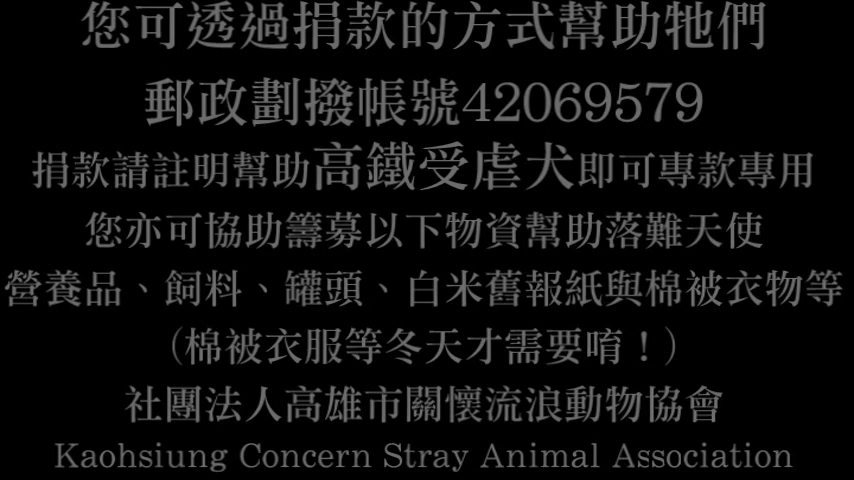 您可透過捐款的方式幫助牠們
郵政劃撥帳號42069579
捐款請註明幫助高鐵受虐犬即可專款專用
您亦可協助籌募以下物資幫助落難天使
營養品、飼料、罐頭、白米舊報紙與棉被衣物等
（棉被衣服等冬天才需要唷！）
社團法人高雄市關懷流浪動物協會
Kaohsiung Concern Stray Animal Association